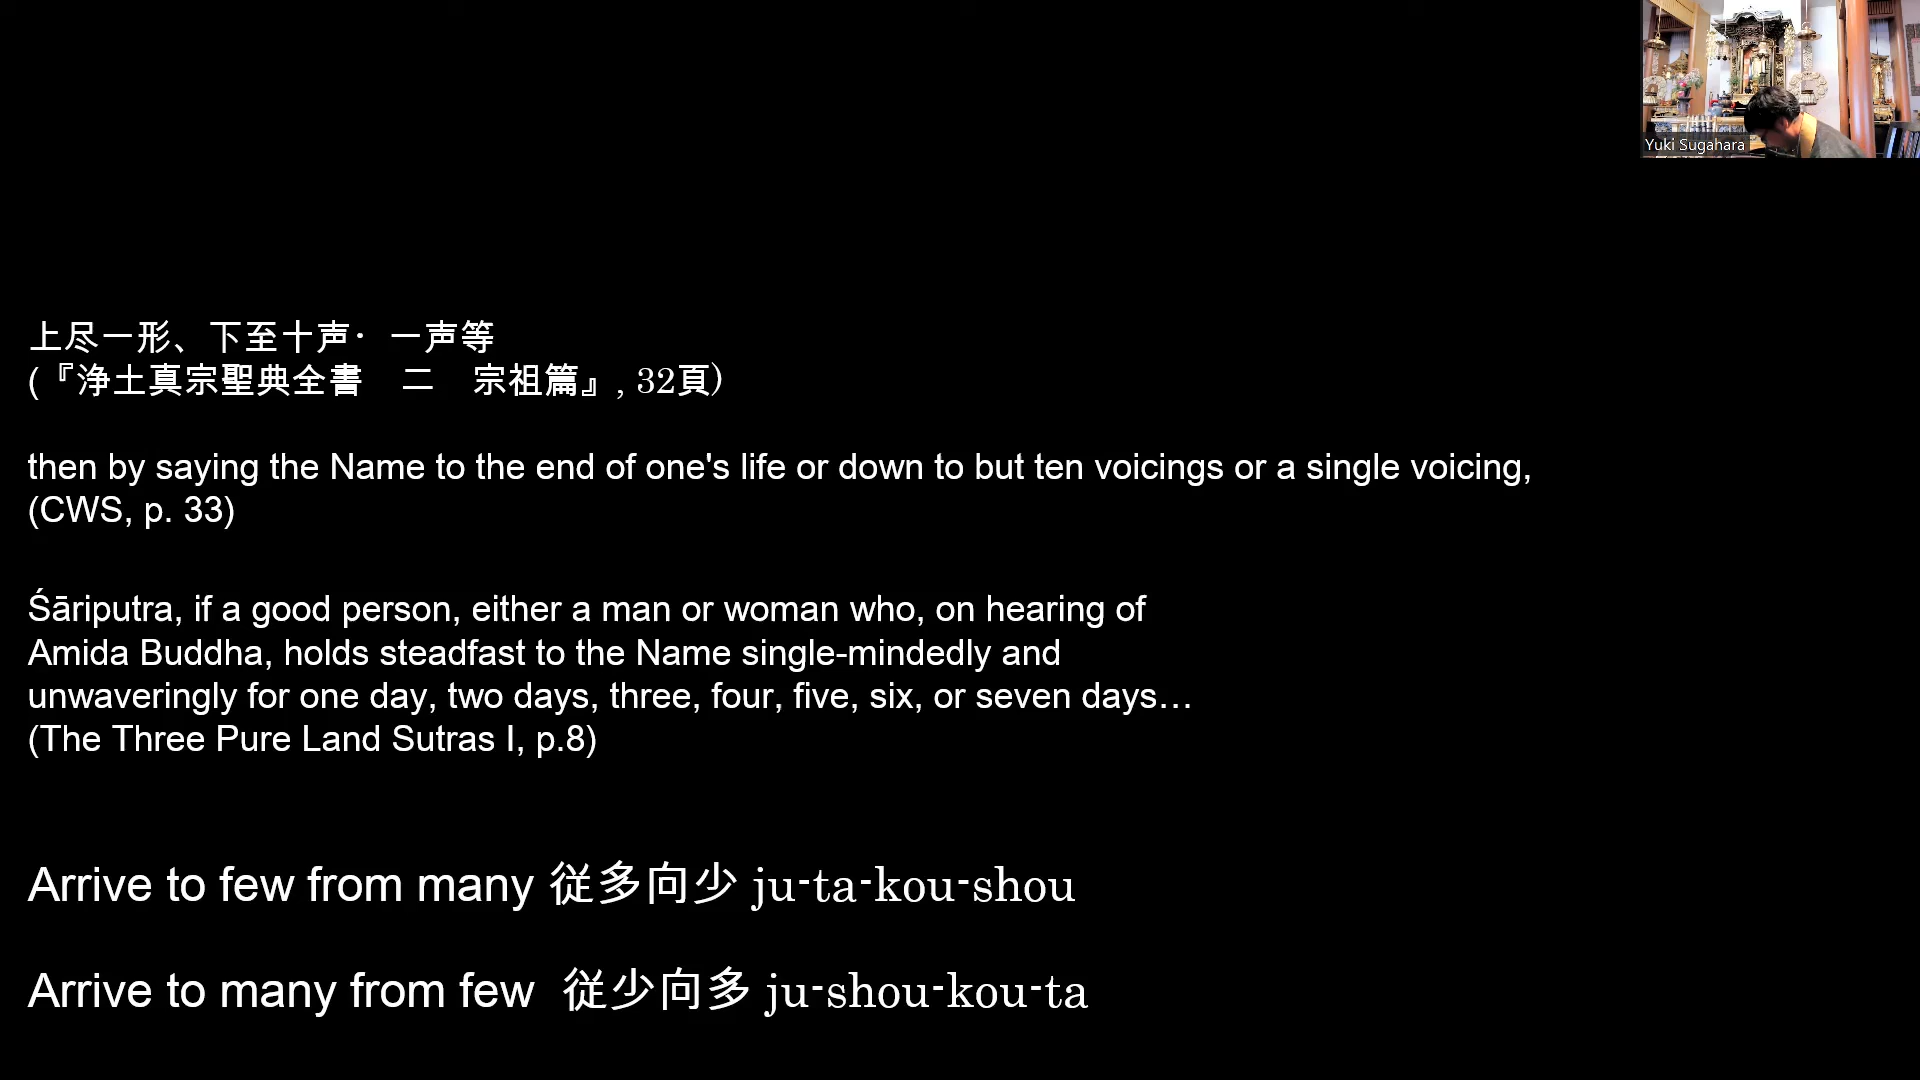 Yuki Sugahara
上尽一形、下至十声・一声等
(『浄土真宗聖典全書　二　宗祖篇』, 32頁)
then by saying the Name to the end of one's life or down to but ten voicings or a single voicing,
(CWS, p. 33)
Śāriputra, if a good person, either a man or woman who, on hearing of
Amida Buddha, holds steadfast to the Name single-mindedly and
unwaveringly for one day, two days, three, four, five, six, or seven days…
(The Three Pure Land Sutras I, p.8)
Arrive to few from many 従多向少 ju-ta-kou-shou
Arrive to many from few 従少向多 ju-shou-kou-ta